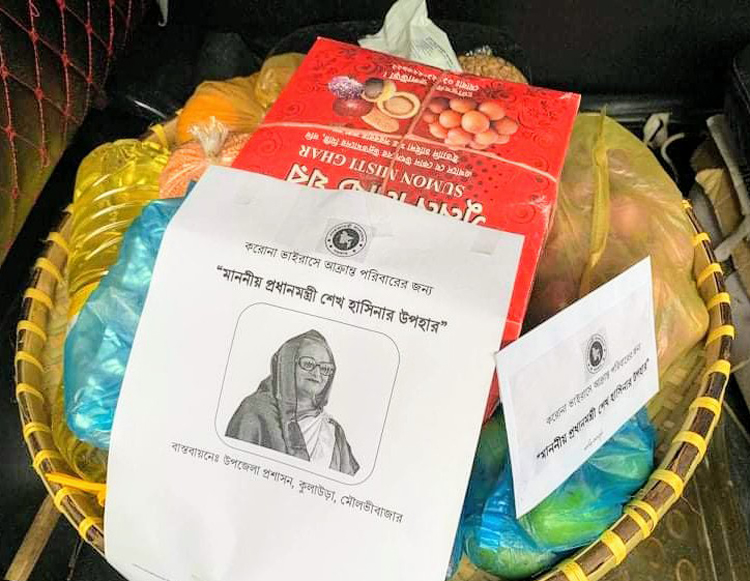 করোনা ভাইরাসে আক্রান্ত পরিবারের জন্য
“মাননীয় প্রধানমন্ত্রী শেখ হাসিনার উপহার”
বাস্তবায়নেঃ উপজেলা প্রশাসন, কুলাউড়া, মৌলভীবাজার
SUMON MISTI GHAR
করোনা ভাইরাসে আক্রান্ত পরিবারের জন্য
“মাননীয় প্রধানমন্ত্রী শেখ হাসিনার উপহার”